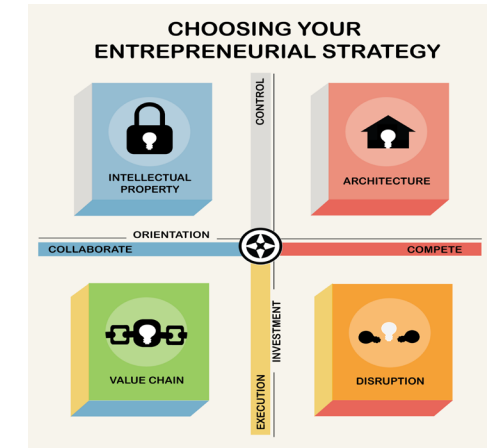 CHOOSING YOUR
ENTREPRENEURIAL STRATEGY
CONTROL
INTELLECTUAL
PROPERTY
ARCHITECTURE
ORIENTATION
COLLABORATE
COMPETE
INVESTMENT
VALUE CHAIN
DISRUPTION
EXECUTION